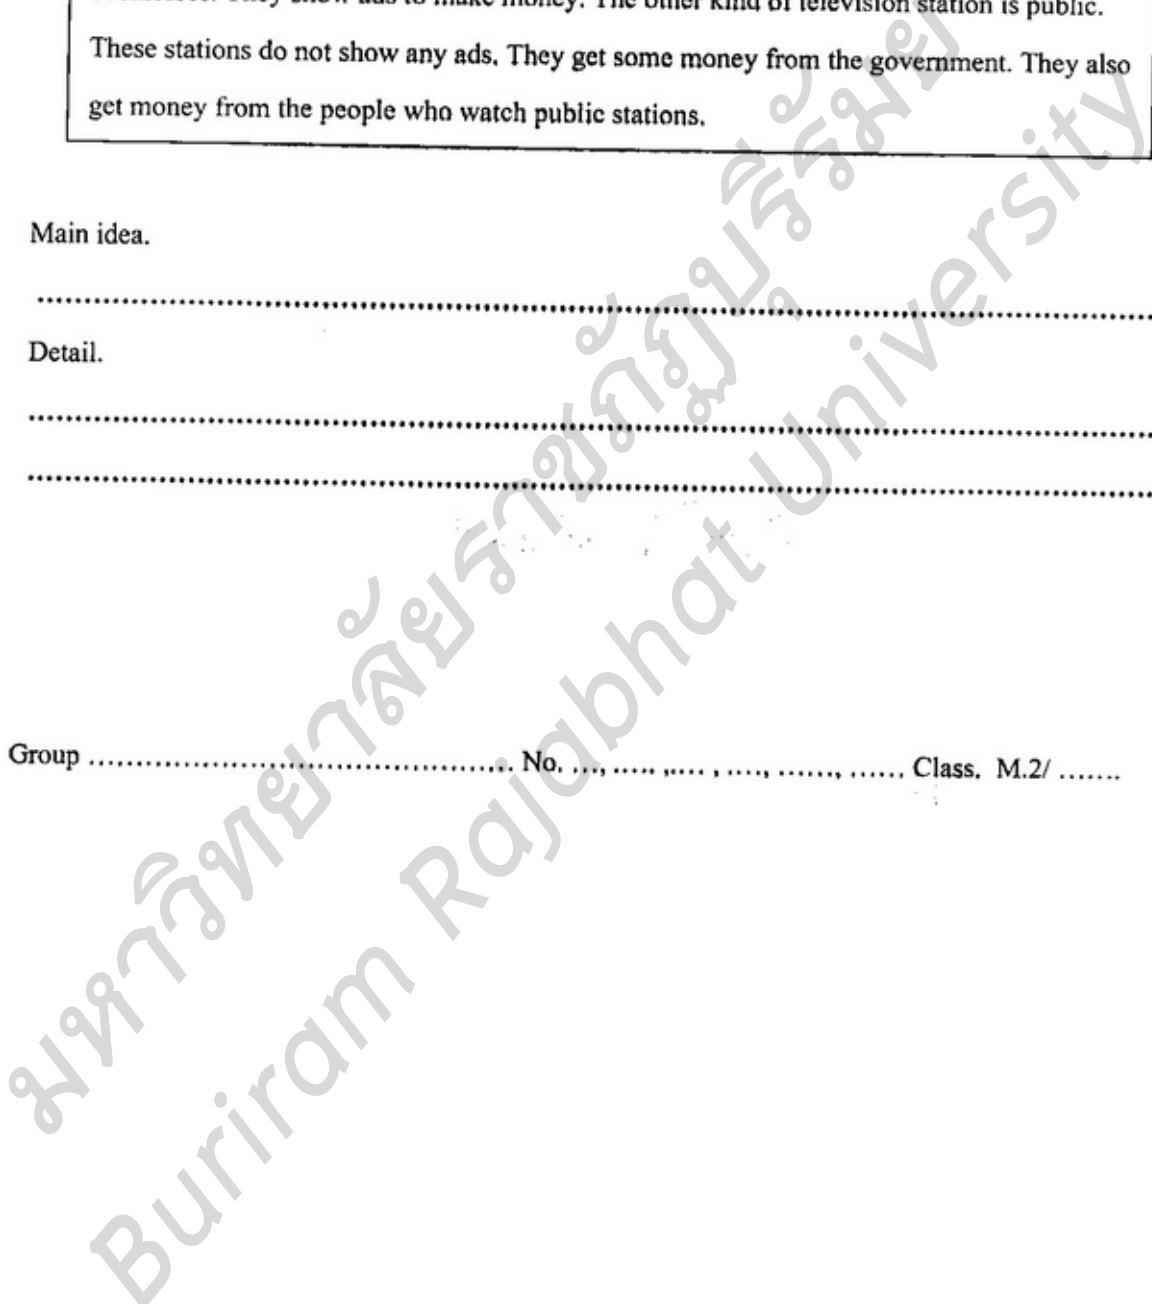 They show ads to make money. The other kind of television station is public.
These stations do not show any ads. They get some money from the government. They also
get money from the people who watch public stations.
Main idea.
................................................................................
Detail.
................................................................................
................................................................................
Group ............................................. No. ...., ..... ,.... , ...., ......, ...... Class. M.2/ .......
มหาวิทยาลัยราชภัฏบุรีรัมย์
Buriram Rajabhat University